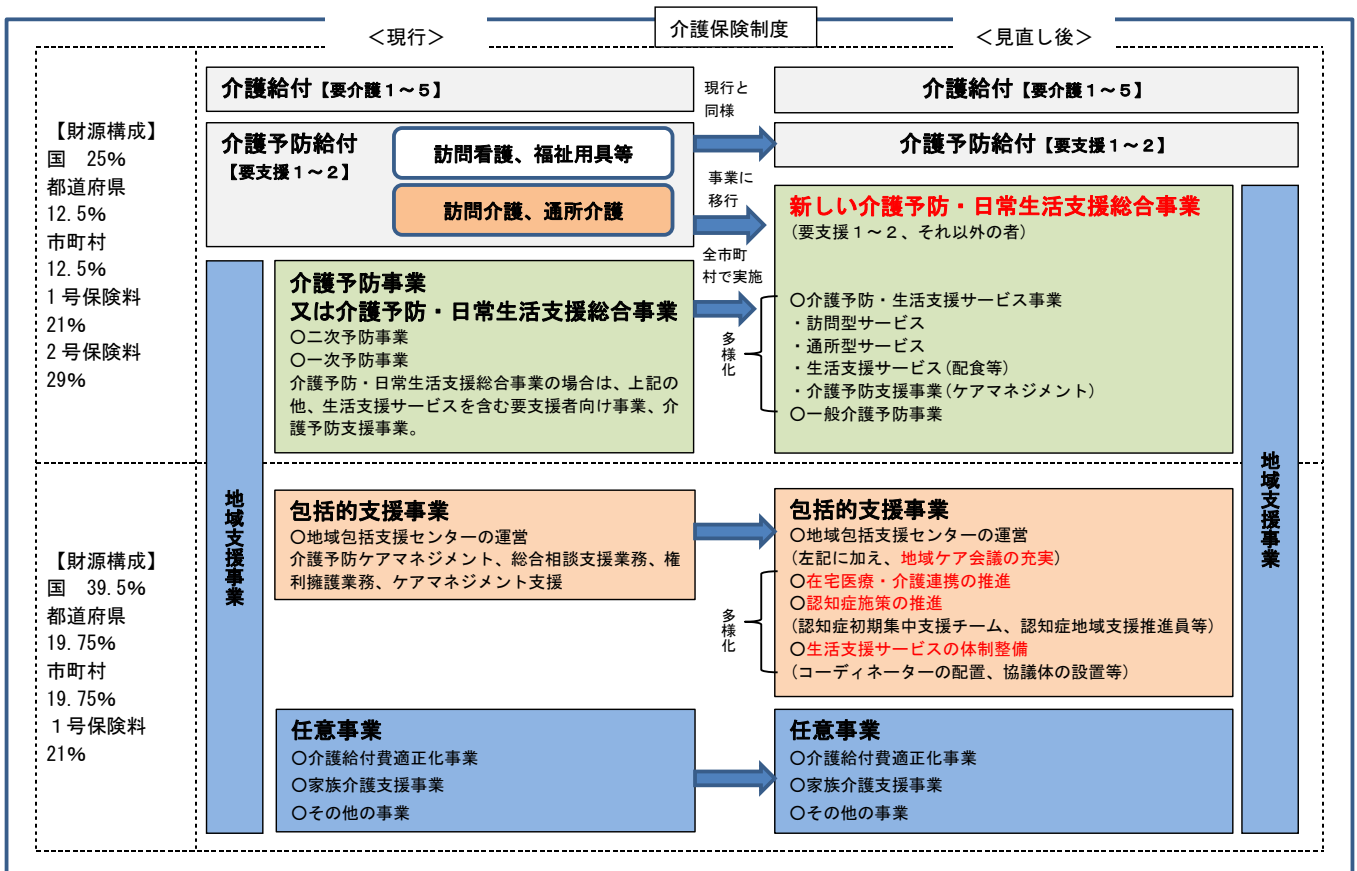 介護保険制度
＜現行＞
＜見直し後＞
【財源構成】
国　25%
都道府県
12.5%
市町村
12.5%
1号保険料
21%
2号保険料
29%
介護給付【要介護１～５】
現行と
同様
介護給付【要介護１～５】
介護予防給付
【要支援１～２】
訪問看護、福祉用具等
訪問介護、通所介護
介護予防給付【要支援１～２】
事業に
移行
新しい介護予防・日常生活支援総合事業
（要支援１～２、それ以外の者）
全市町
村で実施
介護予防事業
又は介護予防・日常生活支援総合事業
〇二次予防事業
〇一次予防事業
介護予防・日常生活支援総合事業の場合は、上記の
他、生活支援サービスを含む要支援者向け事業、介
護予防支援事業。
多様化
〇介護予防・生活支援サービス事業
・訪問型サービス
・通所型サービス
・生活支援サービス(配食等)
・介護予防支援事業(ケアマネジメント)
〇一般介護予防事業
地域支援事業
地域支援事業
【財源構成】
国　39.5%
都道府県
19.75%
市町村
19.75%
１号保険料
21%
包括的支援事業
〇地域包括支援センターの運営
介護予防ケアマネジメント、総合相談支援業務、権
利擁護業務、ケアマネジメント支援
多様化
包括的支援事業
〇地域包括支援センターの運営
(左記に加え、地域ケア会議の充実)
〇在宅医療・介護連携の推進
〇認知症施策の推進
(認知症初期集中支援チーム、認知症地域支援推進員等)
〇生活支援サービスの体制整備
(コーディネーターの配置、協議体の設置等)
任意事業
〇介護給付費適正化事業
〇家族介護支援事業
〇その他の事業
任意事業
〇介護給付費適正化事業
〇家族介護支援事業
〇その他の事業